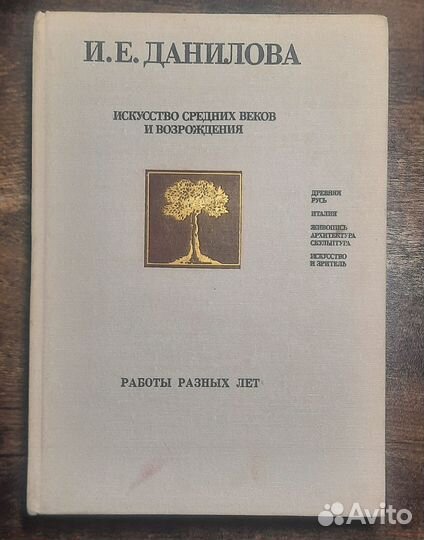 И. Е. ДАНИЛОВА
ИСКУССТВО СРЕДНИХ ВЕКОВ
И ВОЗРОЖДЕНИЯ
ДРЕВНЯЯ
РУСЬ
ИТАЛИЯ
ЖИВОПИСЬ
АРХИТЕКТУРА
СКУЛЬПТУРА
ИСКУССТВО
И ЗРИТЕЛЬ
РАБОТЫ РАЗНЫХ ЛЕТ
Avito